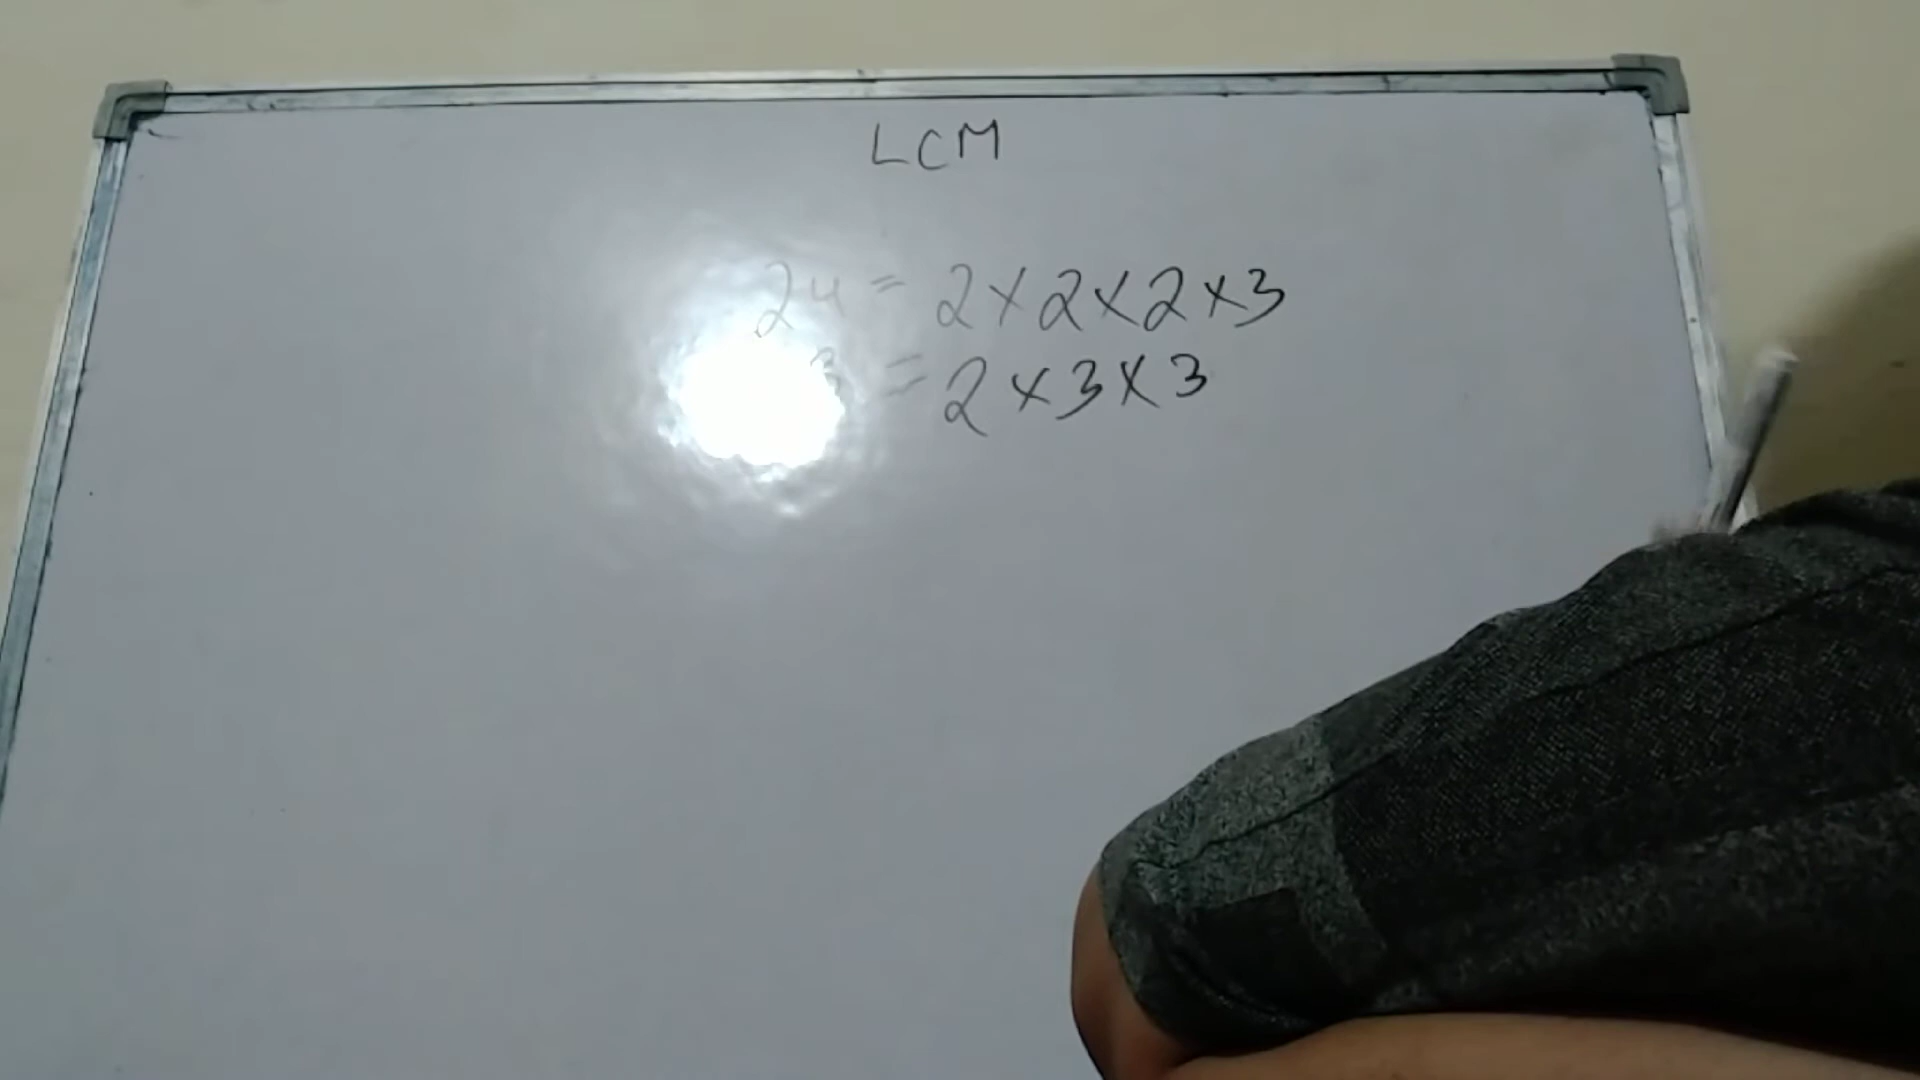 LCM
24 = 2×2×2×3
= 2×3×3